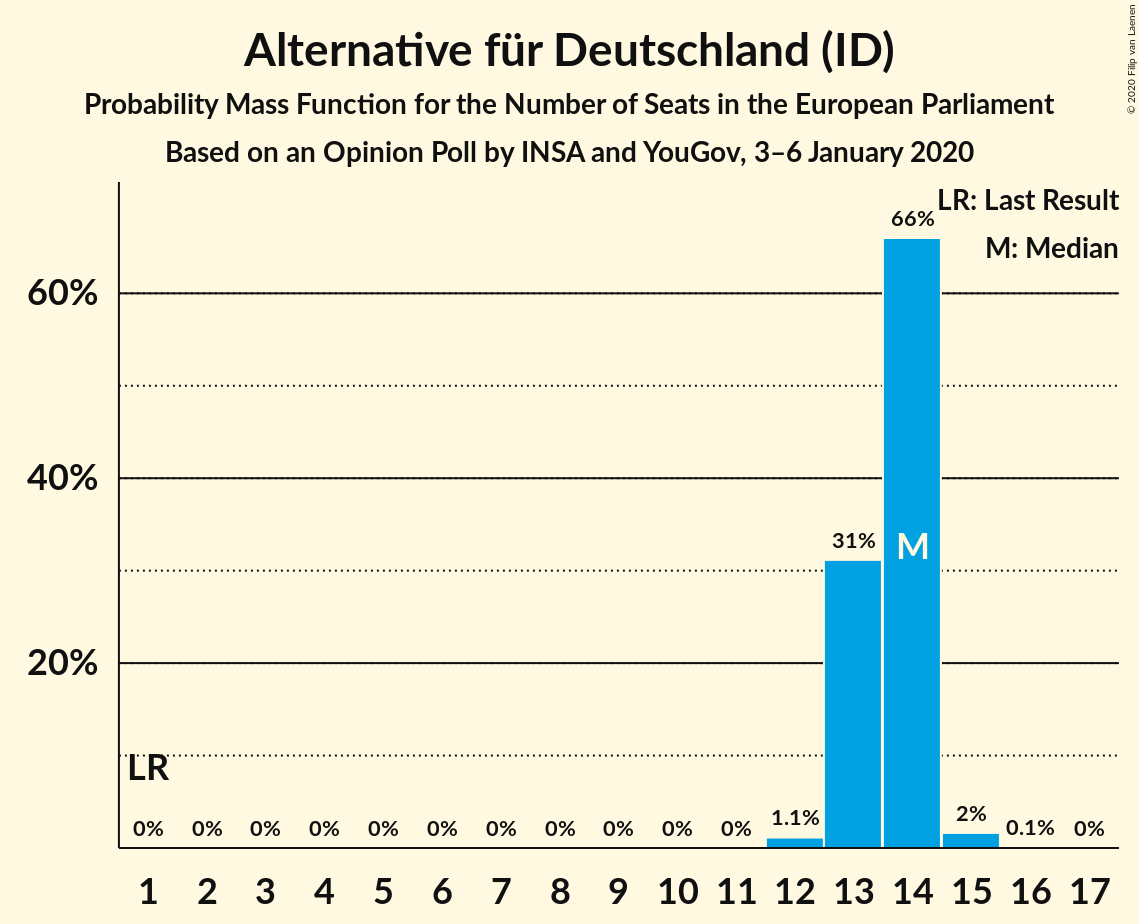 Alternative für Deutschland (ID)
Probability Mass Function for the Number of Seats in the European Parliament
Based on an Opinion Poll by INSA and YouGov, 3–6 January 2020
© 2020 Filip van Laenen
LR: Last Result
M: Median
66%
60%
40%
31%
M
20%
LR
0% 0% 0% 0% 0% 0% 0% 0% 0% 0% 0% 1.1% 2% 0.1% 0%
1 2 3 4 5 6 7 8 9 10 11 12 13 14 15 16 17